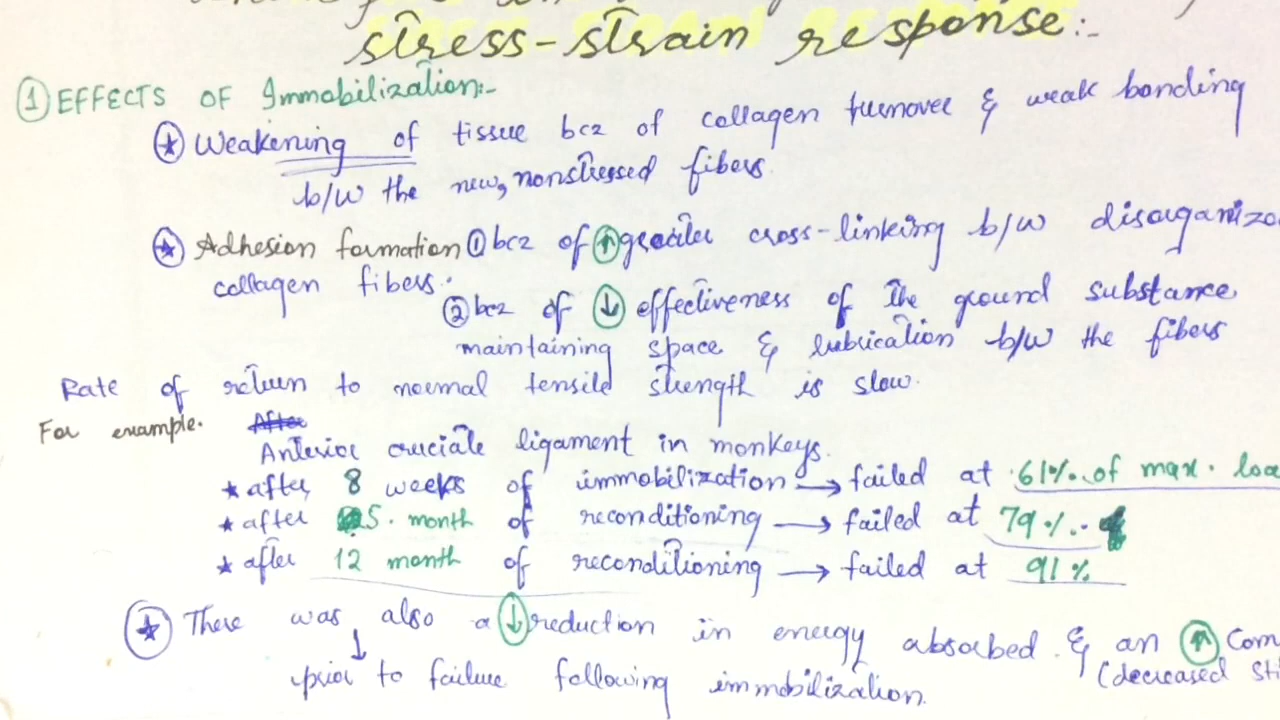 stress-strain response:-
① EFFECTS OF Immobilization:-
Weakening of tissue bcz of collagen turnover & weak bonding
b/w the new, nonstressed fibers.
Adhesion formation ① bcz of ↑ greater cross-linking b/w
collagen fibers.
② bcz of ↓ effectiveness of the ground substance
maintaining space & lubrication b/w the fibers
Rate of return to normal tensile strength is slow.
For example.
Anterior cruciate ligament in monkeys.
★ after 8 weeks of immobilization → failed at 61% of max.
★ after 5 month of reconditioning → failed at 79%.
★ after 12 month of reconditioning → failed at 91%
There was also a ↓ reduction in energy absorbed & an ↑
prior to failure following immobilization. (decreased